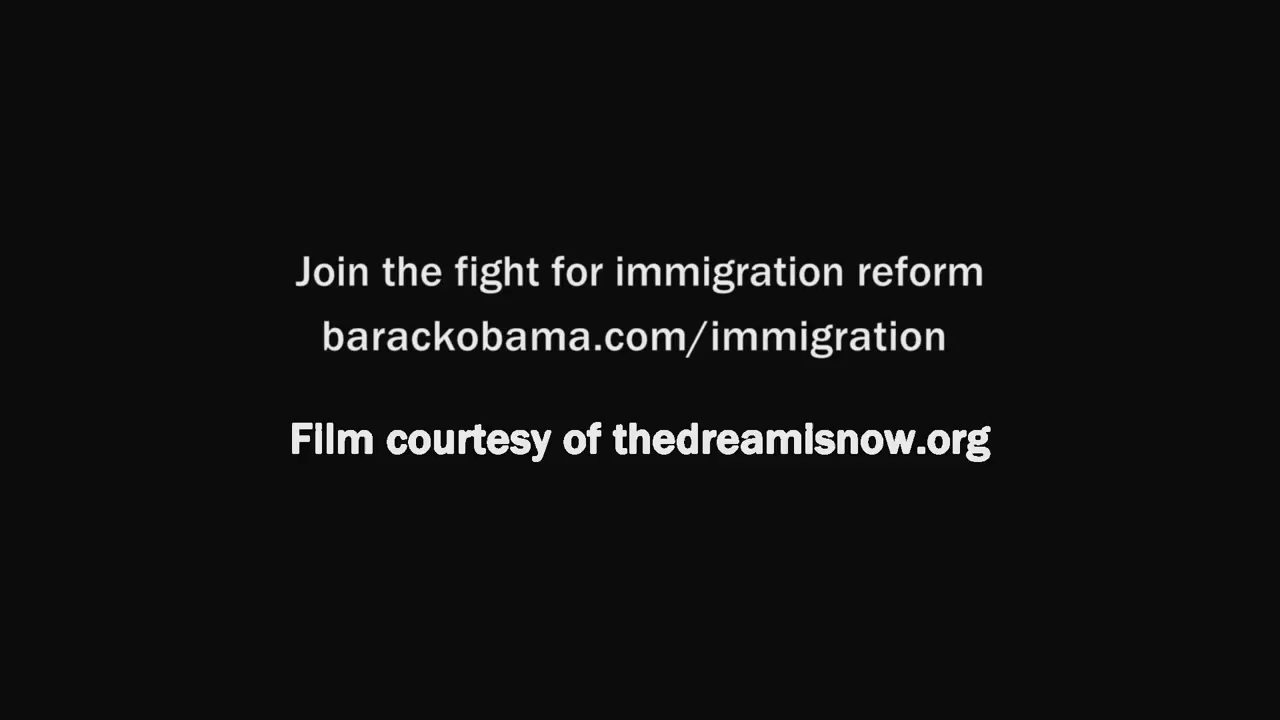 Join the fight for immigration reform
barackobama.com/immigration
Film courtesy of thedreamisnow.org